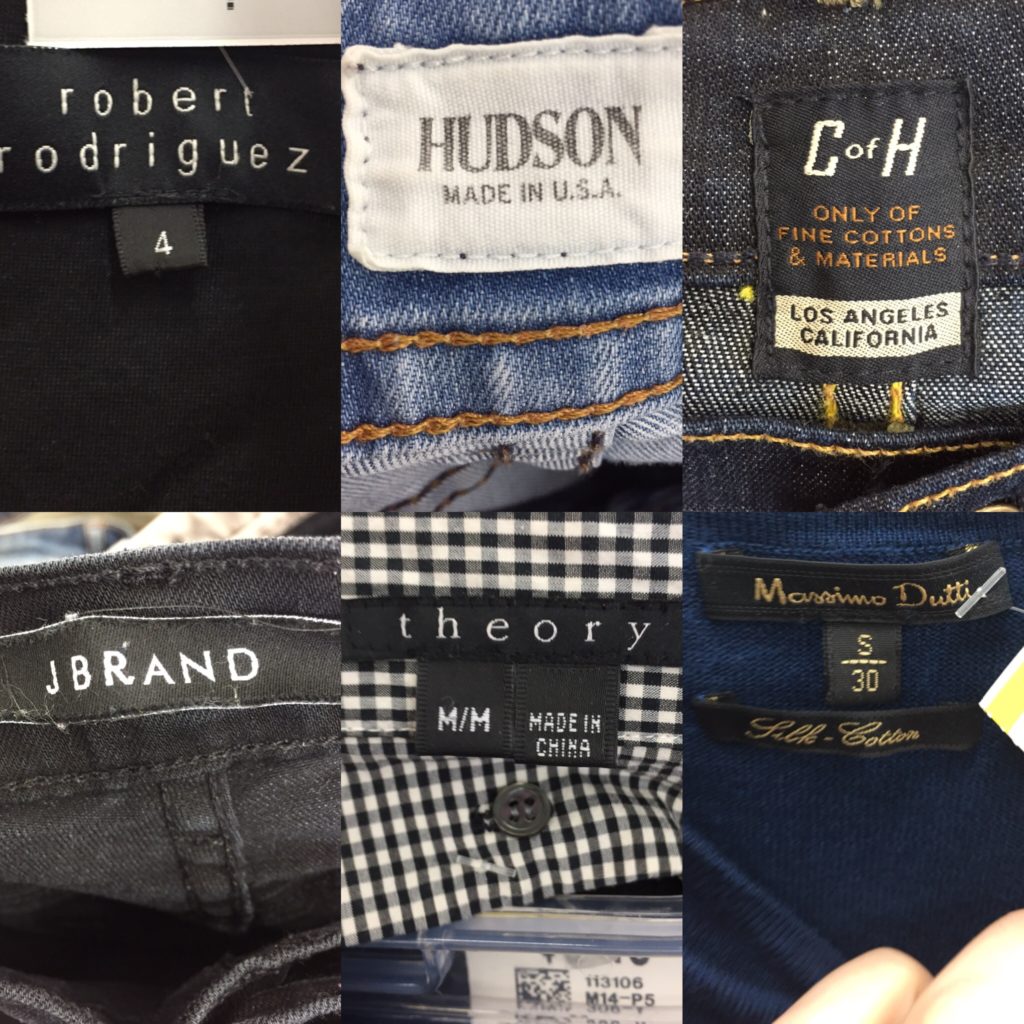 robert
rodriguez
4
HUDSON
MADE IN U.S.A.
C of H
ONLY OF
FINE COTTONS
& MATERIALS
LOS ANGELES
CALIFORNIA
JBRAND
theory
M/M
MADE IN
CHINA
113106
M14-P5
Massimo Dutti
S
30
Silk-Cotton